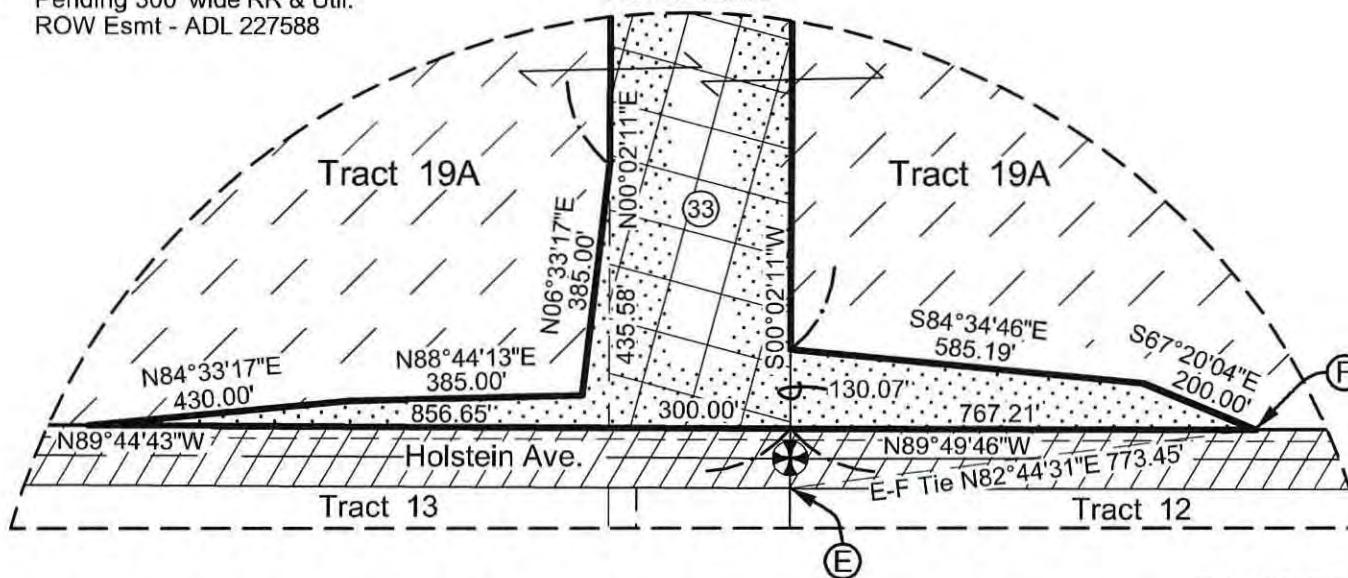 Pending 300' wide RR & Util.
ROW Esmt - ADL 227588
Tract 19A
Tract 19A
33
N00°02'11"E
435.58'
N06°33'17"E
385.00'
S00°02'11"W
S84°34'46"E
585.19'
S67°20'04"E
200.00'
N84°33'17"E
430.00'
N88°44'13"E
385.00'
130.07'
F
856.65'
300.00'
767.21'
N89°44'43"W
N89°49'46"W
Holstein Ave.
E-F Tie N82°44'31"E 773.45'
Tract 13
Tract 12
E